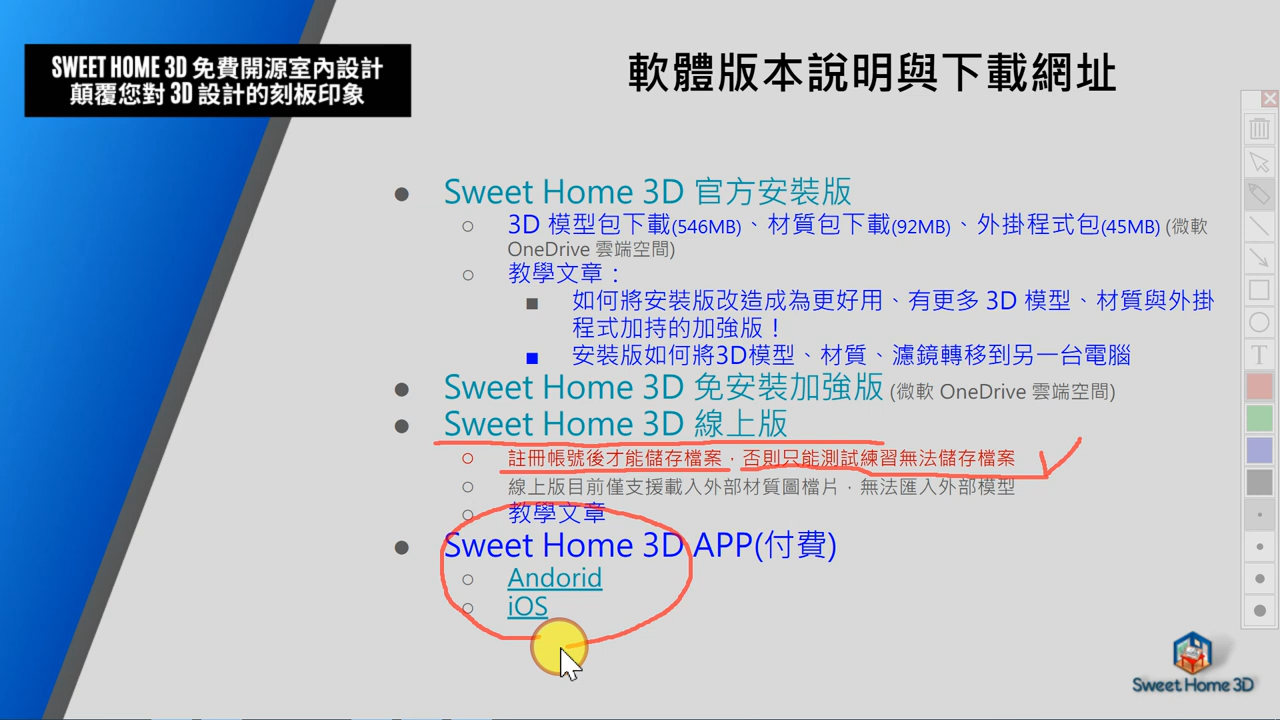 SWEET HOME 3D 免費開源室內設計
顛覆您對 3D 設計的刻板印象
軟體版本說明與下載網址
● Sweet Home 3D 官方安裝版
○ 3D 模型包下載(546MB)、材質包下載(92MB)、外掛程式包(45MB) (微軟
OneDrive 雲端空間)
○ 教學文章：
■ 如何將安裝版改造成為更好用、有更多 3D 模型、材質與外掛
程式加持的加強版！
■ 安裝版如何將3D模型、材質、濾鏡轉移到另一台電腦
● Sweet Home 3D 免安裝加強版 (微軟 OneDrive 雲端空間)
● Sweet Home 3D 線上版
○ 註冊帳號後才能儲存檔案，否則只能測試練習無法儲存檔案
○ 線上版目前僅支援載入外部材質圖檔片，無法匯入外部模型
○ 教學文章
● Sweet Home 3D APP(付費)
○ Andorid
○ iOS
T
Sweet Home 3D